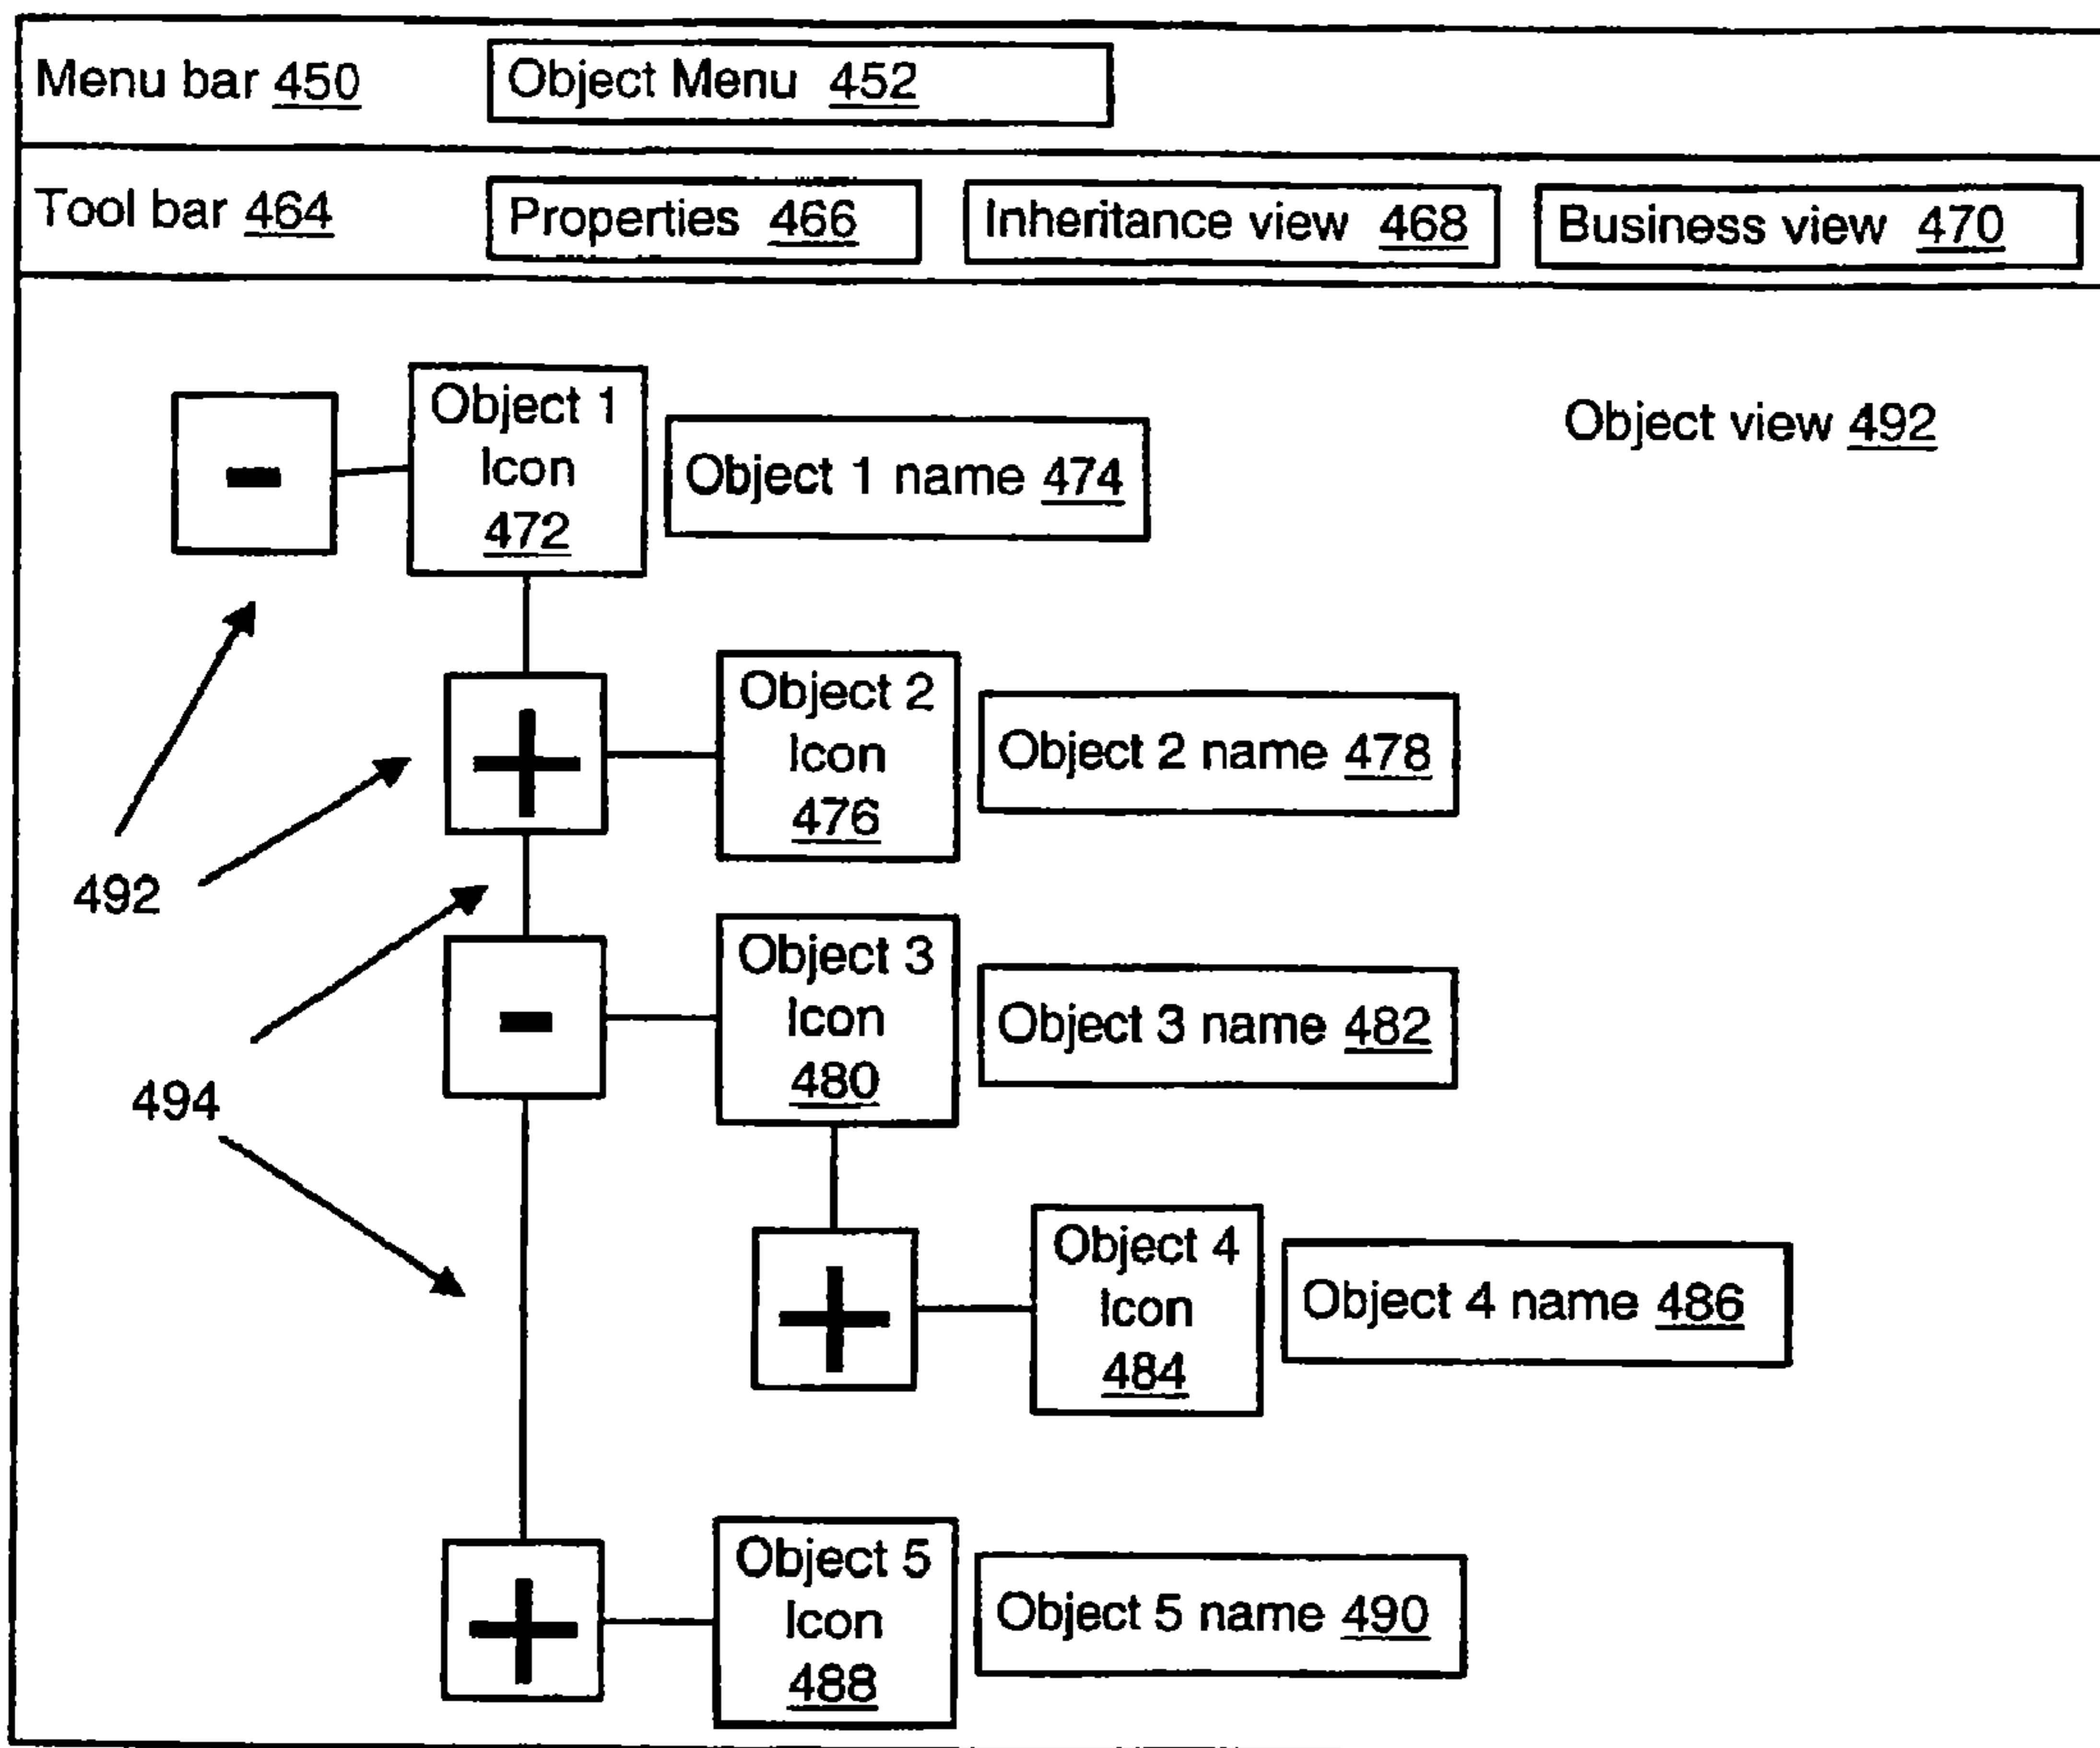 Menu bar 450
Object Menu 452
Tool bar 464
Properties 466
Inheritance view 468
Business view 470
Object view 492
Object 1
Icon
472
Object 1 name 474
Object 2
Icon
476
Object 2 name 478
492
Object 3
Icon
480
Object 3 name 482
494
Object 4
Icon
484
Object 4 name 486
Object 5
Icon
488
Object 5 name 490